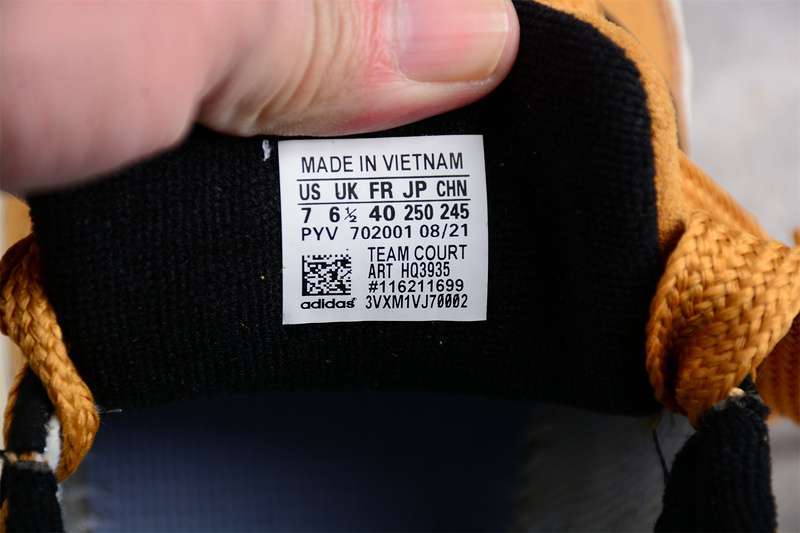 MADE IN VIETNAM
US UK FR JP CHN
7 6½ 40 250 245
PYV 702001 08/21
TEAM COURT
ART HQ3935
#116211699
adidas 3VXM1VJ70002